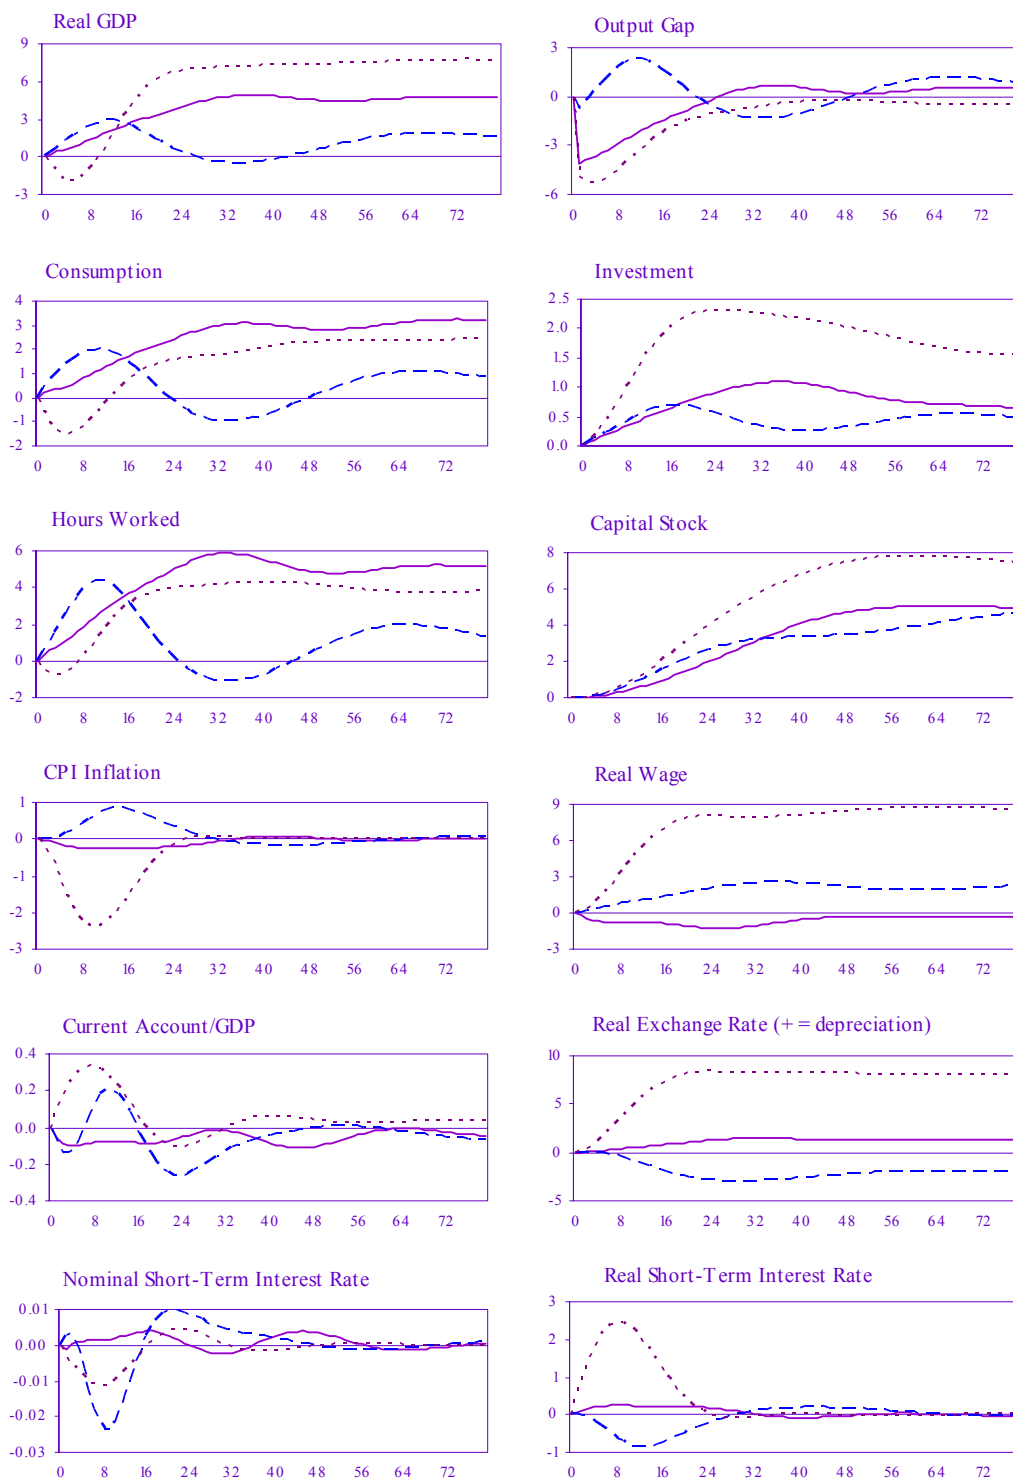 Real GDP
9
6
3
0
-3
0 8 16 24 32 40 48 56 64 72
Output Gap
3
0
-3
-6
0 8 16 24 32 40 48 56 64 72
Consumption
4
3
2
1
0
-1
-2
0 8 16 24 32 40 48 56 64 72
Investment
2.5
2.0
1.5
1.0
0.5
0.0
0 8 16 24 32 40 48 56 64 72
Hours Worked
6
4
2
0
-2
0 8 16 24 32 40 48 56 64 72
Capital Stock
8
6
4
2
0
0 8 16 24 32 40 48 56 64 72
CPI Inflation
1
0
-1
-2
-3
0 8 16 24 32 40 48 56 64 72
Real Wage
9
6
3
0
-3
0 8 16 24 32 40 48 56 64 72
Current Account/GDP
0.4
0.2
0.0
-0.2
-0.4
0 8 16 24 32 40 48 56 64 72
Real Exchange Rate (+ = depreciation)
10
5
0
-5
0 8 16 24 32 40 48 56 64 72
Nominal Short-Term Interest Rate
0.01
0.00
-0.01
-0.02
-0.03
0 8 16 24 32 40 48 56 64 72
Real Short-Term Interest Rate
3
2
1
0
-1
0 8 16 24 32 40 48 56 64 72